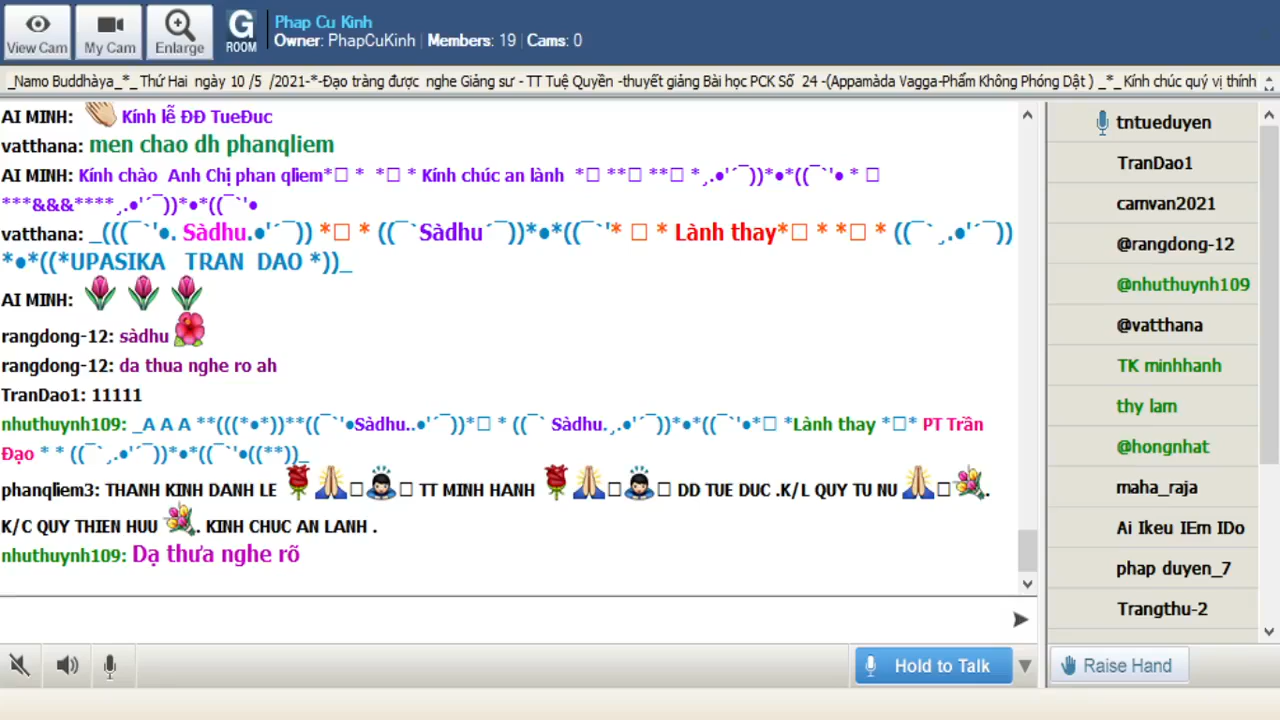 View Cam
My Cam
Enlarge
G
ROOM
Phap Cu Kinh
Owner: PhapCuKinh | Members: 19 | Cams: 0
_Namo Buddhàya_*_ Thứ Hai ngày 10 /5 /2021-*-Đạo tràng được nghe Giảng sư - TT Tuệ Quyền -thuyết giảng Bài học PCK Số 24 -(Appamàda Vagga-Phẩm Không Phóng Dật ) _*_Kính chúc quý vị thính
AI MINH: Kính lễ ĐĐ TueĐuc
vatthana: men chao dh phanqliem
AI MINH: Kính chào Anh Chị phan qliem*□ * *□ * Kính chúc an lành *□ **□ **□ *¸.●'´¯))*●*((¯`'● * □
***&&&****¸.●'´¯))*●*((¯`'●
vatthana: _(((¯`'●. Sàdhu.●'´¯)) *□ * ((¯`Sàdhu´¯))*●*((¯`'* □ * Lành thay*□ * *□ * ((¯`¸.●'´¯))
*●*((*UPASIKA TRAN DAO *))_
AI MINH:
rangdong-12: sàdhu
rangdong-12: da thua nghe ro ah
TranDao1: 11111
nhuthuynh109: _A A A **(((*●*))**((¯`'●Sàdhu..●'´¯))*□ * ((¯` Sàdhu.¸.●'´¯))*●*((¯`'●*□ *Lành thay *□* PT Trần
Đạo * * ((¯`¸.●'´¯))*●*((¯`'●((**))_
phanqliem3: THANH KINH DANH LE □□ TT MINH HANH □□ DD TUE DUC .K/L QUY TU NU □.
K/C QUY THIEN HUU . KINH CHUC AN LANH .
nhuthuynh109: Dạ thưa nghe rõ
Hold to Talk
tntueduyen
TranDao1
camvan2021
@rangdong-12
@nhuthuynh109
@vatthana
TK minhhanh
thy lam
@hongnhat
maha_raja
Ai Ikeu IEm IDo
phap duyen_7
Trangthu-2
Raise Hand